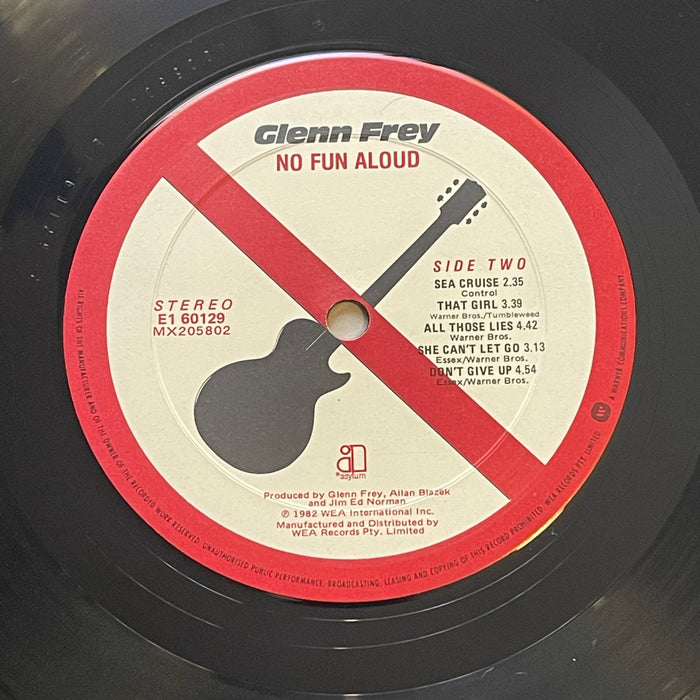 Glenn Frey
NO FUN ALOUD
SIDE TWO
SEA CRUISE 2.35
Control
THAT GIRL 3.39
Warner Bros./Tumbleweed
ALL THOSE LIES 4.42
Warner Bros.
SHE CAN'T LET GO 3.13
Essex/Warner Bros.
DON'T GIVE UP 4.54
Essex/Warner Bros.
STEREO
E1 60129
MX205802
asylum
Produced by Glenn Frey, Allan Blazek
and Jim Ed Norman
℗ 1982 WEA International Inc.
Manufactured and Distributed by
WEA Records Pty. Limited
ALL RIGHTS OF THE MANUFACTURER AND OF THE OWNER OF THE RECORDED WORK RESERVED. UNAUTHORISED PUBLIC PERFORMANCE, BROADCASTING, LEASING AND COPYING OF THIS RECORD PROHIBITED. WEA RECORDS PTY. LIMITED
A WARNER COMMUNICATIONS COMPANY.